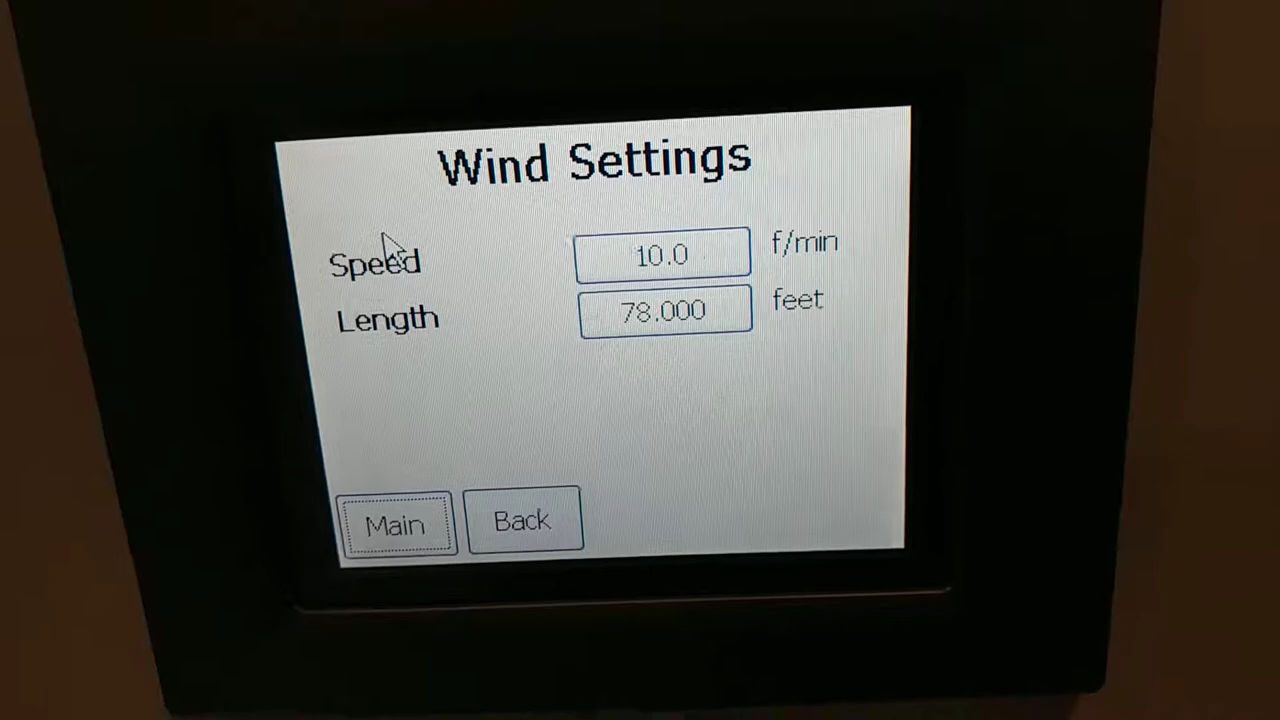 Wind Settings
Speed 10.0 f/min
Length 78.000 feet
Main Back